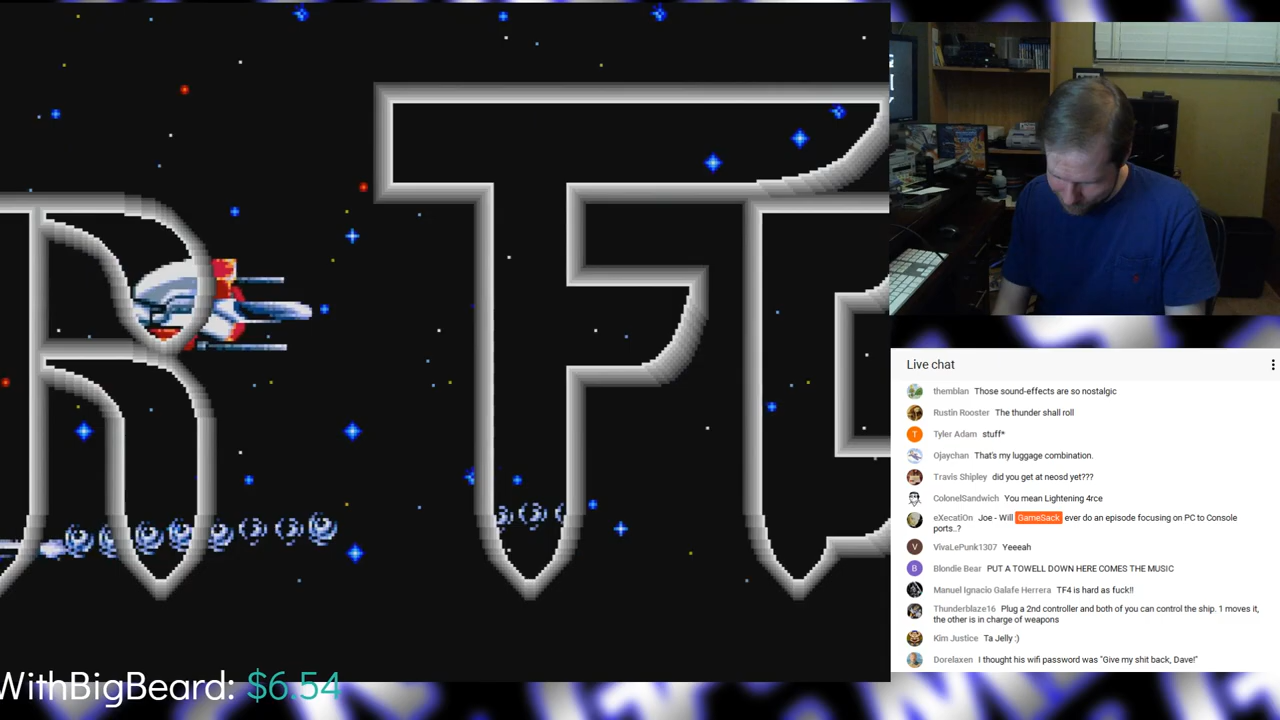 R FO
Live chat
themblan Those sound-effects are so nostalgic
Rustin Rooster The thunder shall roll
T Tyler Adam stuff*
Ojaychan That's my luggage combination.
Travis Shipley did you get at neosd yet???
ColonelSandwich You mean Lightening 4rce
eXecatiOn Joe - Will GameSack ever do an episode focusing on PC to Console
ports..?
V VivaLePunk1307 Yeeeah
B Blondie Bear PUT A TOWELL DOWN HERE COMES THE MUSIC
Manuel Ignacio Galafe Herrera TF4 is hard as fuck!!
Thunderblaze16 Plug a 2nd controller and both of you can control the ship. 1 moves it,
the other is in charge of weapons
Kim Justice Ta Jelly :)
Dorelaxen I thought his wifi password was "Give my shit back, Dave!"
WithBigBeard: $6.54